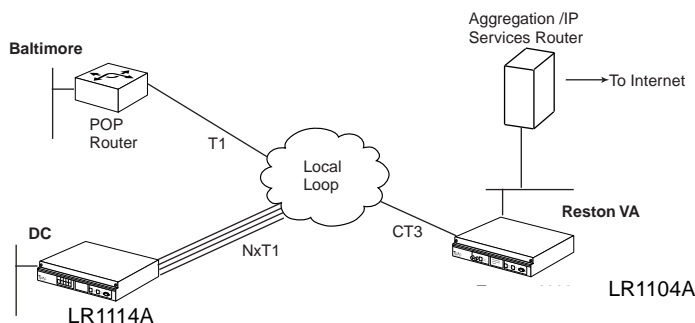 Aggregation /IP
Services Router
Baltimore
To Internet
POP
Router
T1
Local
Loop
Reston VA
DC
CT3
NxT1
LR1104A
LR1114A